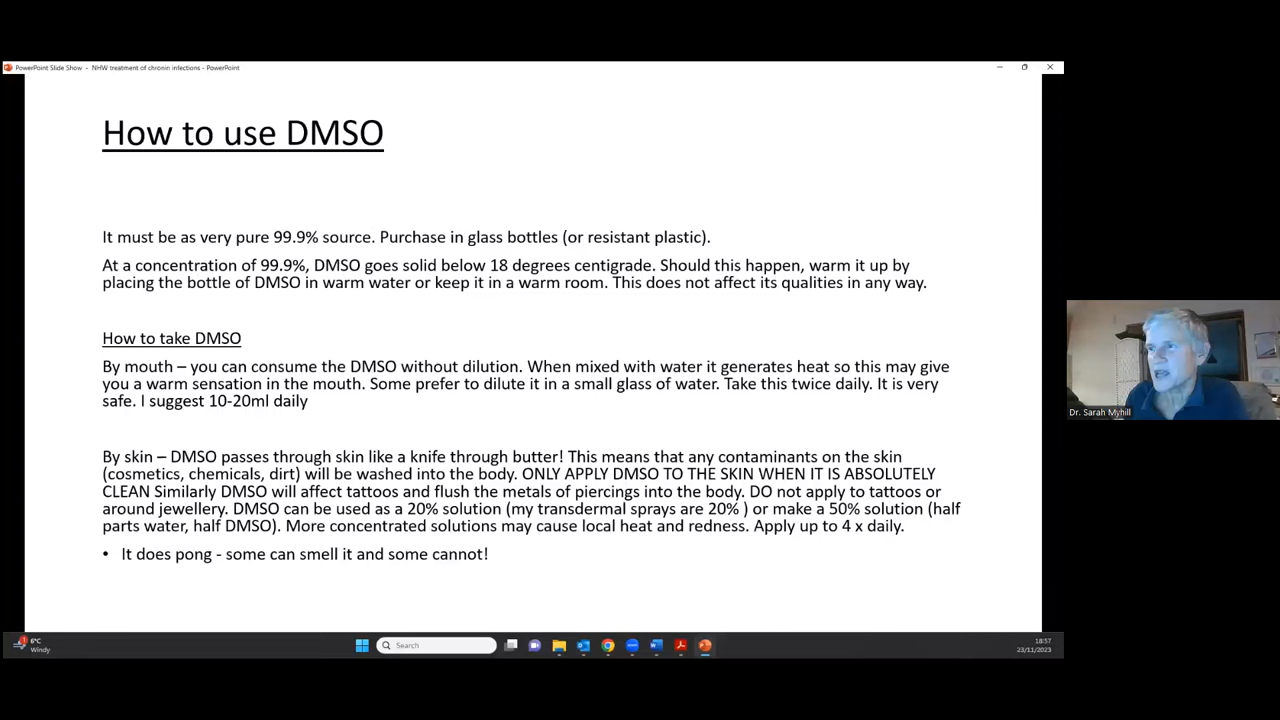 PowerPoint Slide Show - NHW treatment of chronin infections - PowerPoint
How to use DMSO
It must be as very pure 99.9% source. Purchase in glass bottles (or resistant plastic).
At a concentration of 99.9%, DMSO goes solid below 18 degrees centigrade. Should this happen, warm it up by
placing the bottle of DMSO in warm water or keep it in a warm room. This does not affect its qualities in any way.
How to take DMSO
By mouth – you can consume the DMSO without dilution. When mixed with water it generates heat so this may give
you a warm sensation in the mouth. Some prefer to dilute it in a small glass of water. Take this twice daily. It is very
safe. I suggest 10-20ml daily
By skin – DMSO passes through skin like a knife through butter! This means that any contaminants on the skin
(cosmetics, chemicals, dirt) will be washed into the body. ONLY APPLY DMSO TO THE SKIN WHEN IT IS ABSOLUTELY
CLEAN Similarly DMSO will affect tattoos and flush the metals of piercings into the body. DO not apply to tattoos or
around jewellery. DMSO can be used as a 20% solution (my transdermal sprays are 20% ) or make a 50% solution (half
parts water, half DMSO). More concentrated solutions may cause local heat and redness. Apply up to 4 x daily.
• It does pong - some can smell it and some cannot!
Dr. Sarah Myhill
1
6°C
Windy
Search
18:57
23/11/2023